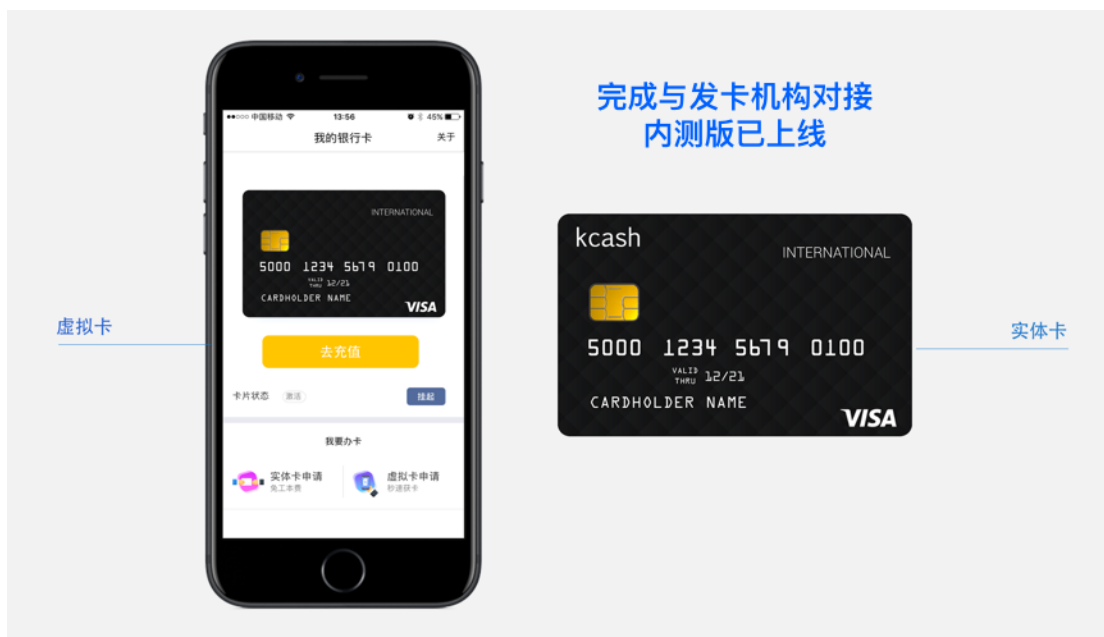 完成与发卡机构对接
内测版已上线
中国移动
13:56
45%
我的银行卡
关于
INTERNATIONAL
5000 1234 5679 0100
VALID
THRU 12/21
CARDHOLDER NAME
VISA
去充值
卡片状态
激活
挂起
我要办卡
实体卡申请
免工本费
虚拟卡申请
秒速获卡
虚拟卡
kcash
INTERNATIONAL
5000 1234 5679 0100
VALID
THRU 12/21
CARDHOLDER NAME
VISA
实体卡